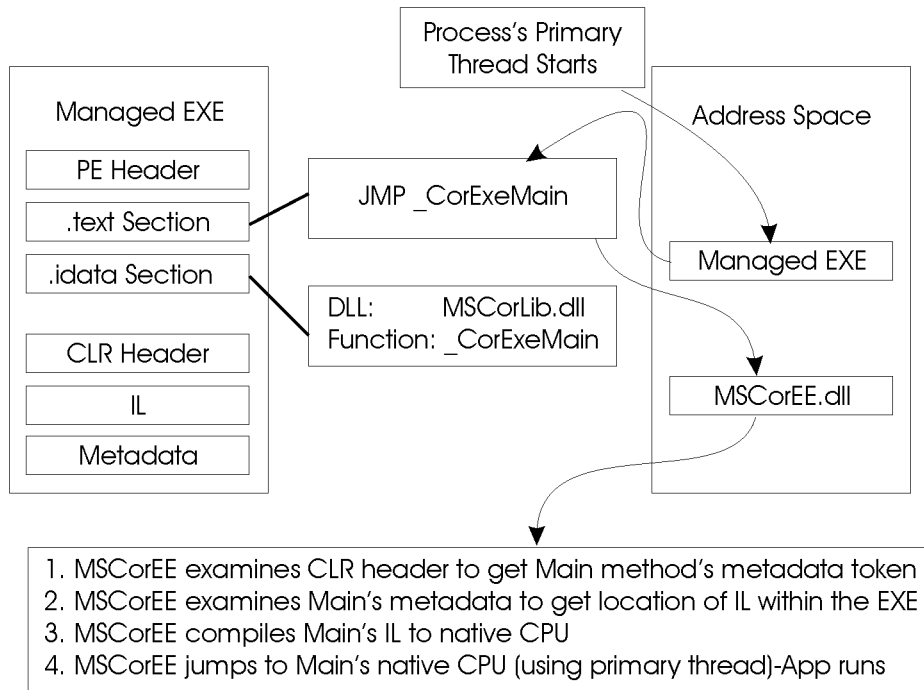 Process's Primary
Thread Starts
Managed EXE
PE Header
.text Section
.idata Section
CLR Header
IL
Metadata
JMP _CorExeMain
DLL: MSCorLib.dll
Function: _CorExeMain
Address Space
Managed EXE
MSCorEE.dll
1. MSCorEE examines CLR header to get Main method's metadata token
2. MSCorEE examines Main's metadata to get location of IL within the EXE
3. MSCorEE compiles Main's IL to native CPU
4. MSCorEE jumps to Main's native CPU (using primary thread)-App runs